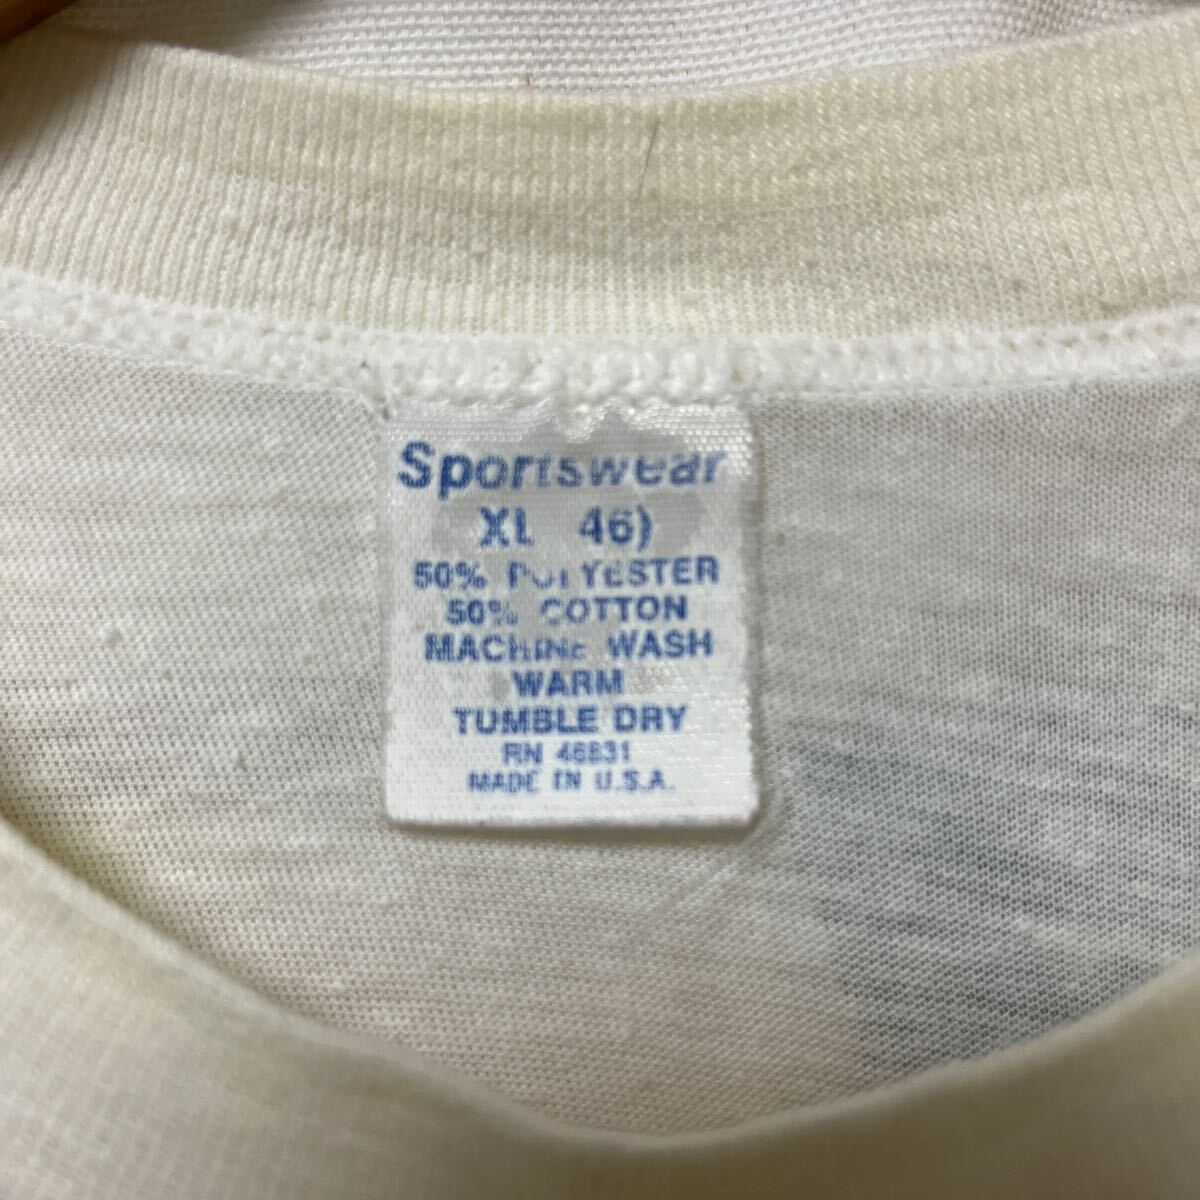 Sportswear
XL 46)
50% POLYESTER
50% COTTON
MACHINE WASH
WARM
TUMBLE DRY
RN 46831
MADE IN U.S.A.